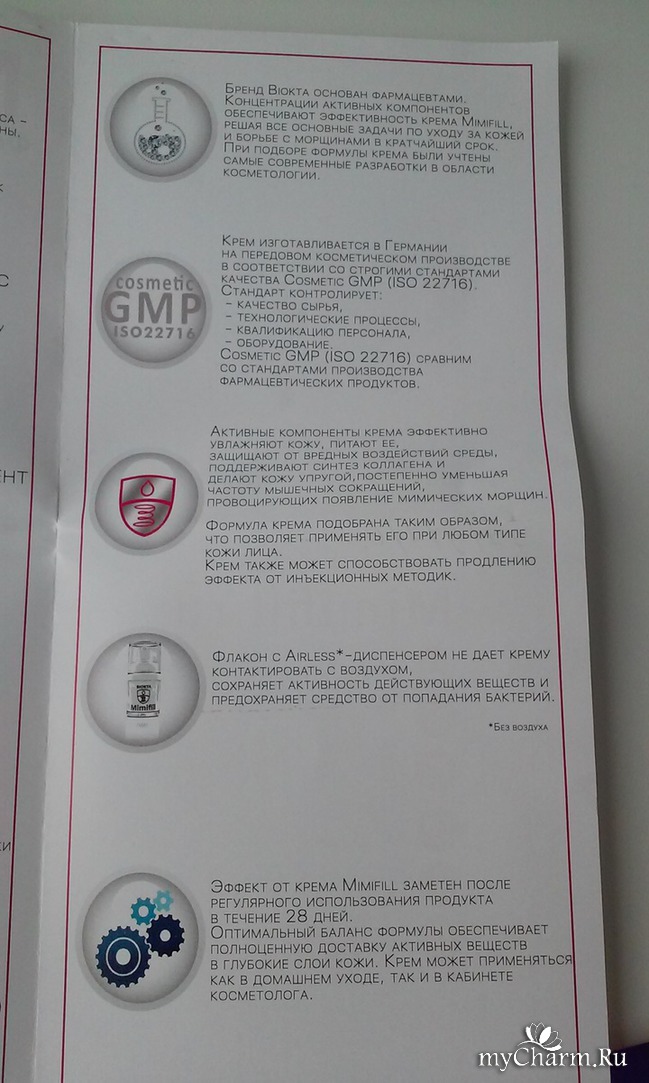 СА –
НЫ.
К
С
У
ЕНТ
КИ
Бренд Biokta основан фармацевтами.
Концентрации активных компонентов
обеспечивают эффективность крема Mimifill,
решая все основные задачи по уходу за кожей
и борьбе с морщинами в кратчайший срок.
При подборе формулы крема были учтены
самые современные разработки в области
косметологии.
cosmetic
GMP
ISO22716
Крем изготавливается в Германии
на передовом косметическом производстве
в соответствии со строгими стандартами
качества Cosmetic GMP (ISO 22716).
Стандарт контролирует:
– качество сырья,
– технологические процессы,
– квалификацию персонала,
– оборудование.
Cosmetic GMP (ISO 22716) сравним
со стандартами производства
фармацевтических продуктов.
Активные компоненты крема эффективно
увлажняют кожу, питают ее,
защищают от вредных воздействий среды,
поддерживают синтез коллагена и
делают кожу упругой,постепенно уменьшая
частоту мышечных сокращений,
провоцирующих появление мимических морщин.
Формула крема подобрана таким образом,
что позволяет применять его при любом типе
кожи лица.
Крем также может способствовать продлению
эффекта от инъекционных методик.
BIOKTA
Mimifill
Флакон с Airless*-диспенсером не дает крему
контактировать с воздухом,
сохраняет активность действующих веществ и
предохраняет средство от попадания бактерий.
*Без воздуха
Эффект от крема Mimifill заметен после
регулярного использования продукта
в течение 28 дней.
Оптимальный баланс формулы обеспечивает
полноценную доставку активных веществ
в глубокие слои кожи. Крем может применяться
как в домашнем уходе, так и в кабинете
косметолога.
myCharm.Ru